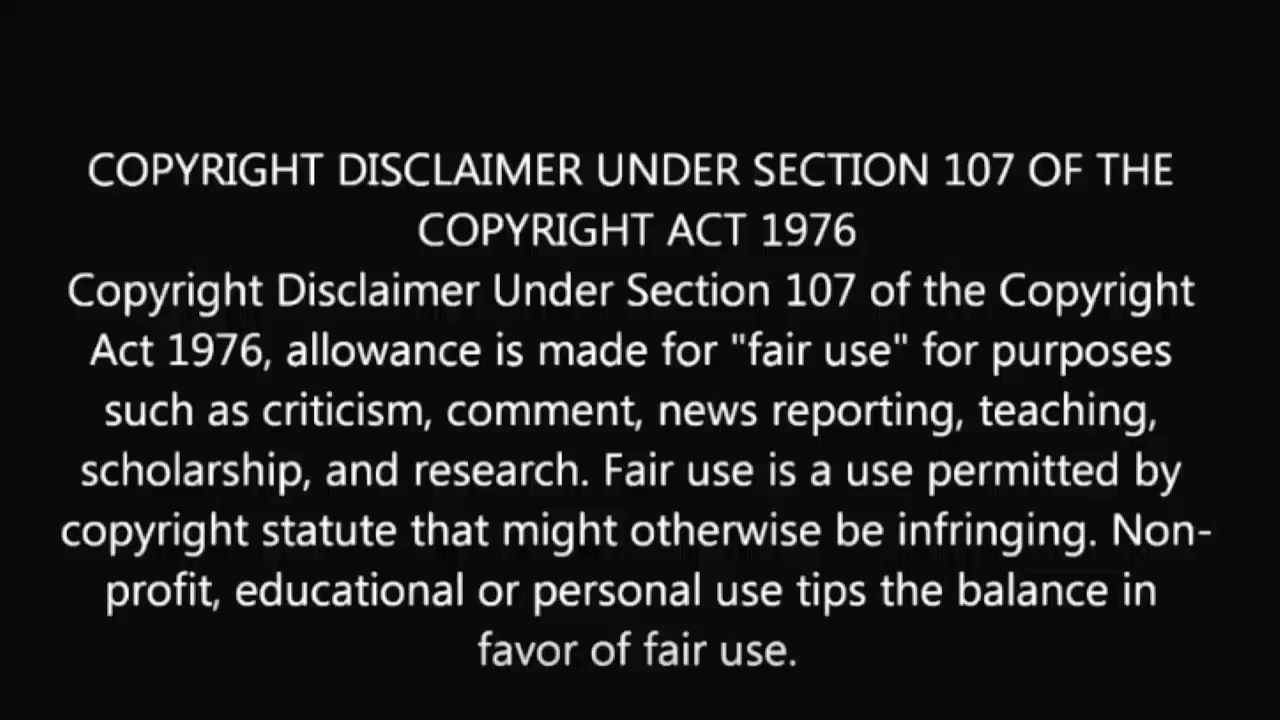 COPYRIGHT DISCLAIMER UNDER SECTION 107 OF THE
COPYRIGHT ACT 1976
Copyright Disclaimer Under Section 107 of the Copyright
Act 1976, allowance is made for "fair use" for purposes
such as criticism, comment, news reporting, teaching,
scholarship, and research. Fair use is a use permitted by
copyright statute that might otherwise be infringing. Non-
profit, educational or personal use tips the balance in
favor of fair use.